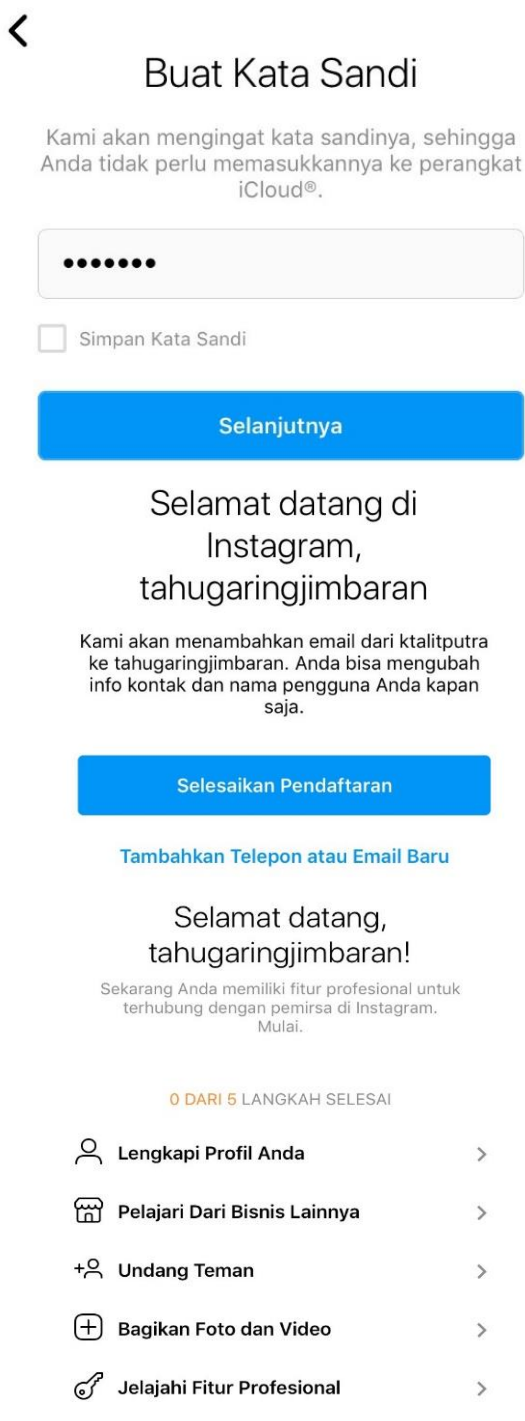 Buat Kata Sandi
Kami akan mengingat kata sandinya, sehingga
Anda tidak perlu memasukkannya ke perangkat
iCloud®.
•••••••
Simpan Kata Sandi
Selanjutnya
Selamat datang di
Instagram,
tahugaringjimbaran
Kami akan menambahkan email dari ktalitputra
ke tahugaringjimbaran. Anda bisa mengubah
info kontak dan nama pengguna Anda kapan
saja.
Selesaikan Pendaftaran
Tambahkan Telepon atau Email Baru
Selamat datang,
tahugaringjimbaran!
Sekarang Anda memiliki fitur profesional untuk
terhubung dengan pemirsa di Instagram.
Mulai.
0 DARI 5 LANGKAH SELESAI
Lengkapi Profil Anda
Pelajari Dari Bisnis Lainnya
Undang Teman
Bagikan Foto dan Video
Jelajahi Fitur Profesional